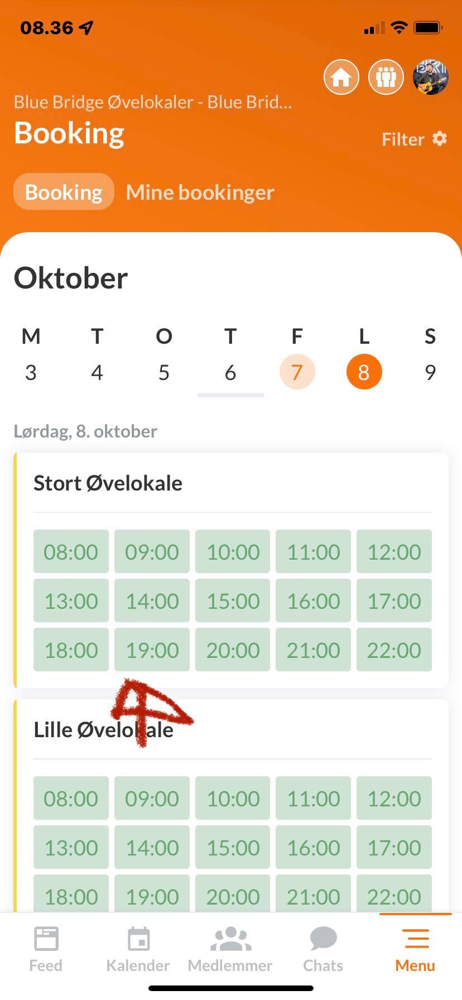 08.36
Blue Bridge Øvelokaler - Blue Brid...
Booking
Filter
Booking Mine bookinger
Oktober
M T O T F L S
3 4 5 6 7 8 9
Lørdag, 8. oktober
Stort Øvelokale
08:00 09:00 10:00 11:00 12:00
13:00 14:00 15:00 16:00 17:00
18:00 19:00 20:00 21:00 22:00
Lille Øvelokale
08:00 09:00 10:00 11:00 12:00
13:00 14:00 15:00 16:00 17:00
18:00 19:00 20:00 21:00 22:00
Feed Kalender Medlemmer Chats Menu